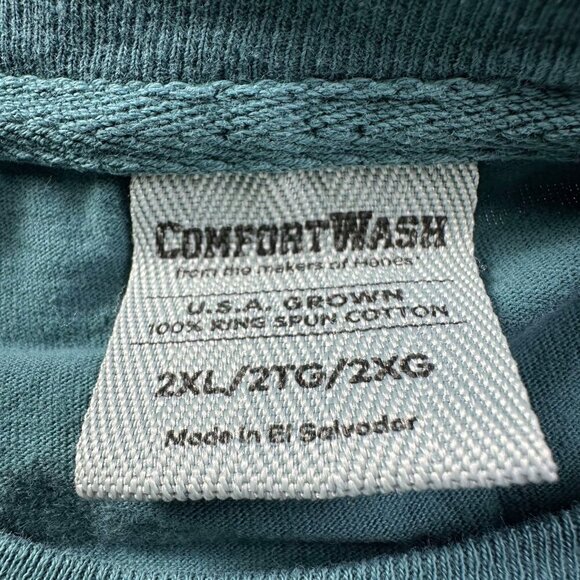 COMFORTWASH
from the makers of Hanes
U.S.A. GROWN
100% RING SPUN COTTON
2XL/2TG/2XG
Made in El Salvador